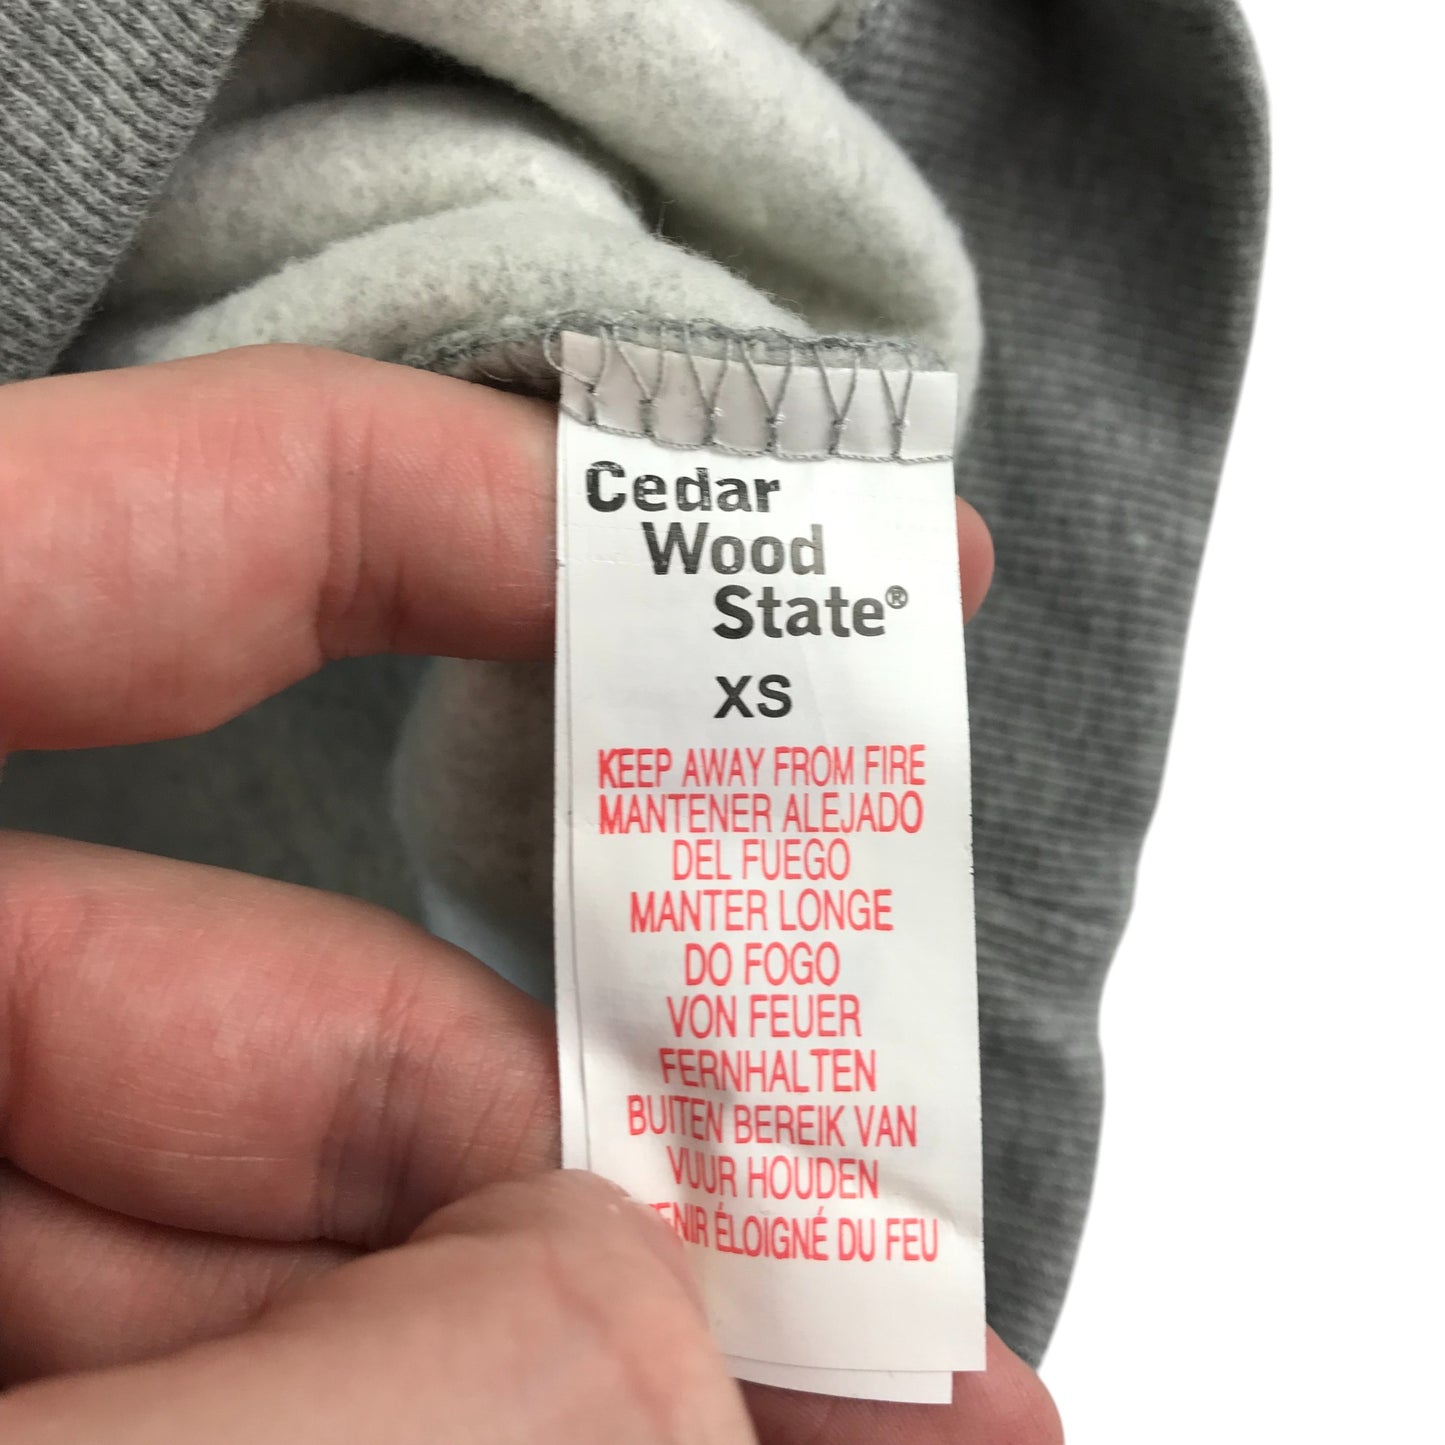 Cedar
Wood
State®
XS
KEEP AWAY FROM FIRE
MANTENER ALEJADO
DEL FUEGO
MANTER LONGE
DO FOGO
VON FEUER
FERNHALTEN
BUITEN BEREIK VAN
VUUR HOUDEN
ÉLOIGNÉ DU FEU